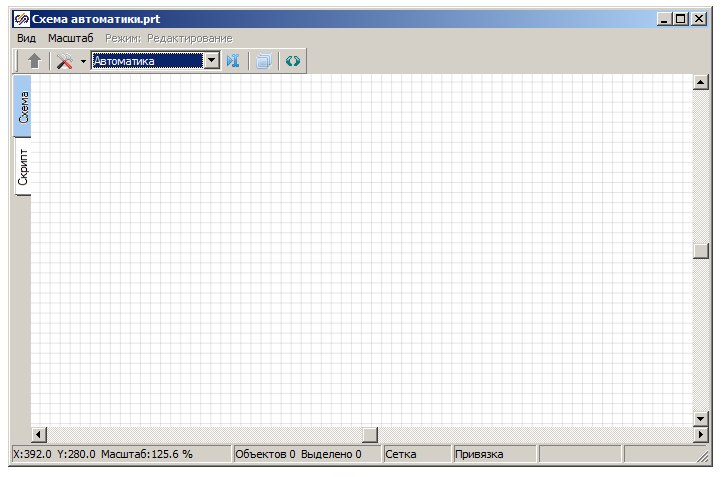 Схема автоматики.prt
Вид Масштаб Режим: Редактирование
Автоматика
Схема
Скрипт
X:392.0 Y:280.0 Масштаб:125.6 % Объектов 0 Выделено 0 Сетка Привязка